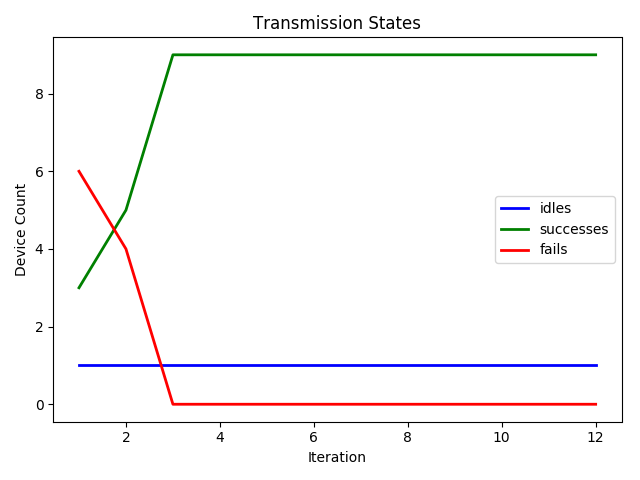 Transmission States
Device Count
8
6
4
2
0
idles
successes
fails
2 4 6 8 10 12
Iteration